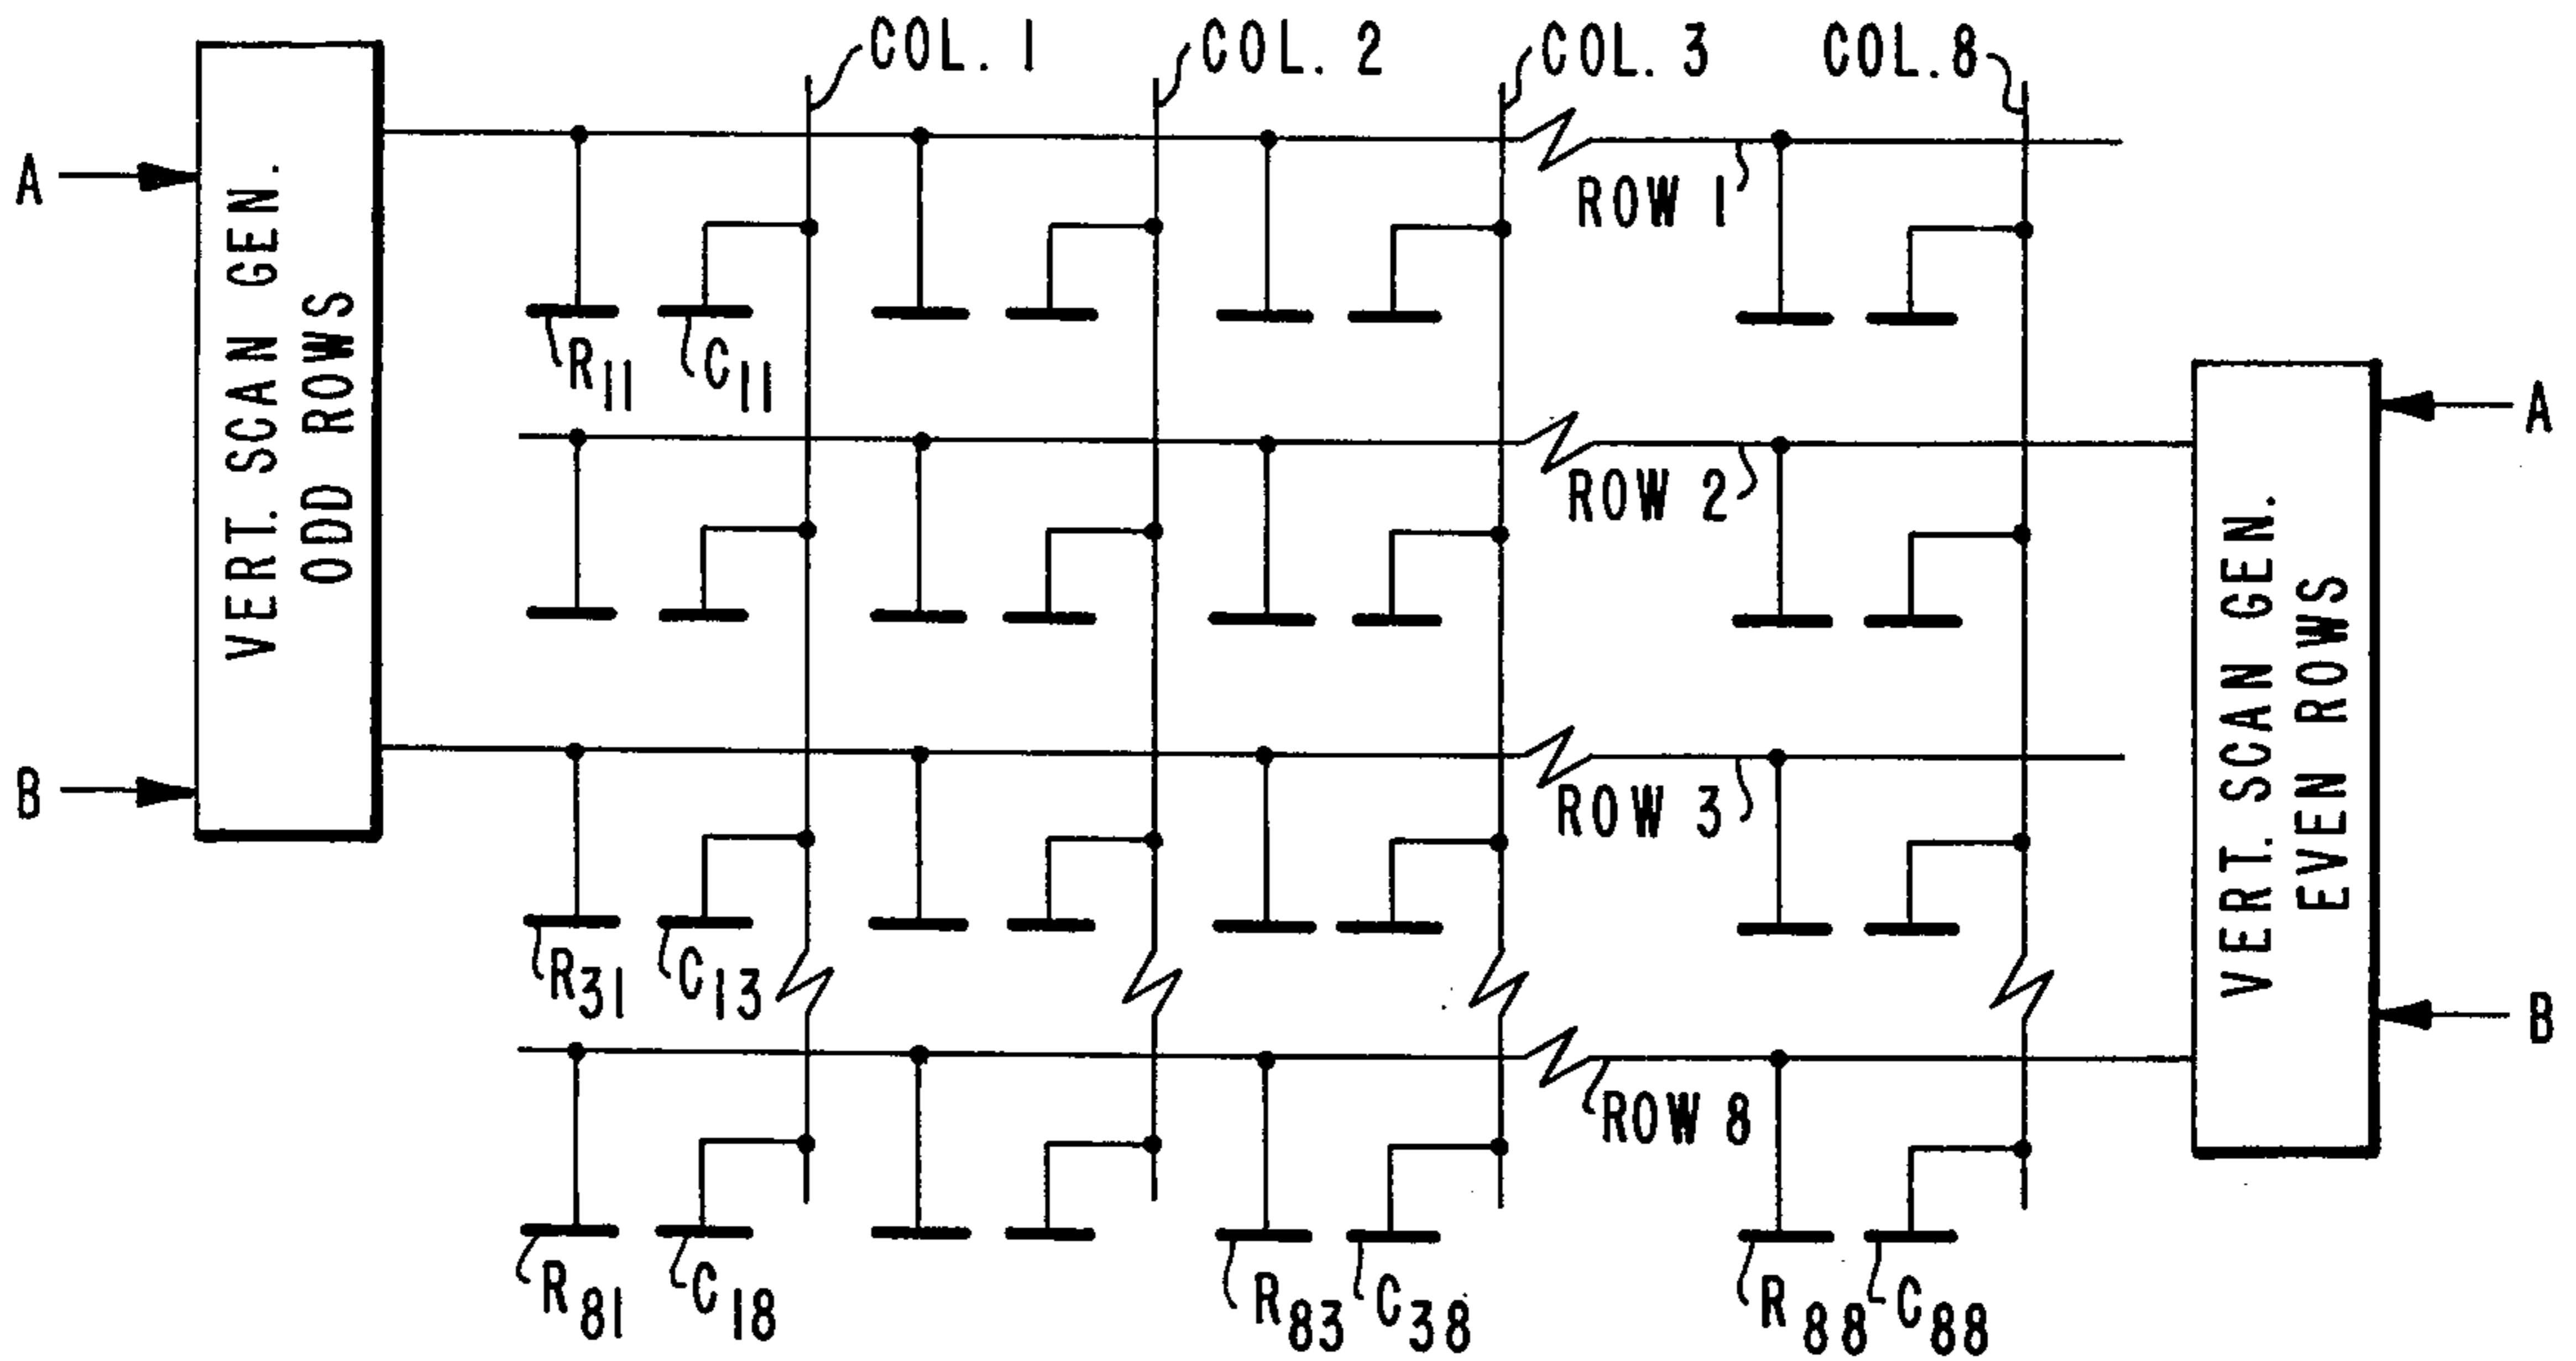 COL. 1
COL. 2
COL. 3
COL. 8
A
VERT. SCAN GEN.
ODD ROWS
ROW 1
R11
C11
A
ROW 2
VERT. SCAN GEN.
EVEN ROWS
B
ROW 3
R31
C13
B
ROW 8
R81
C18
R83
C38
R88
C88